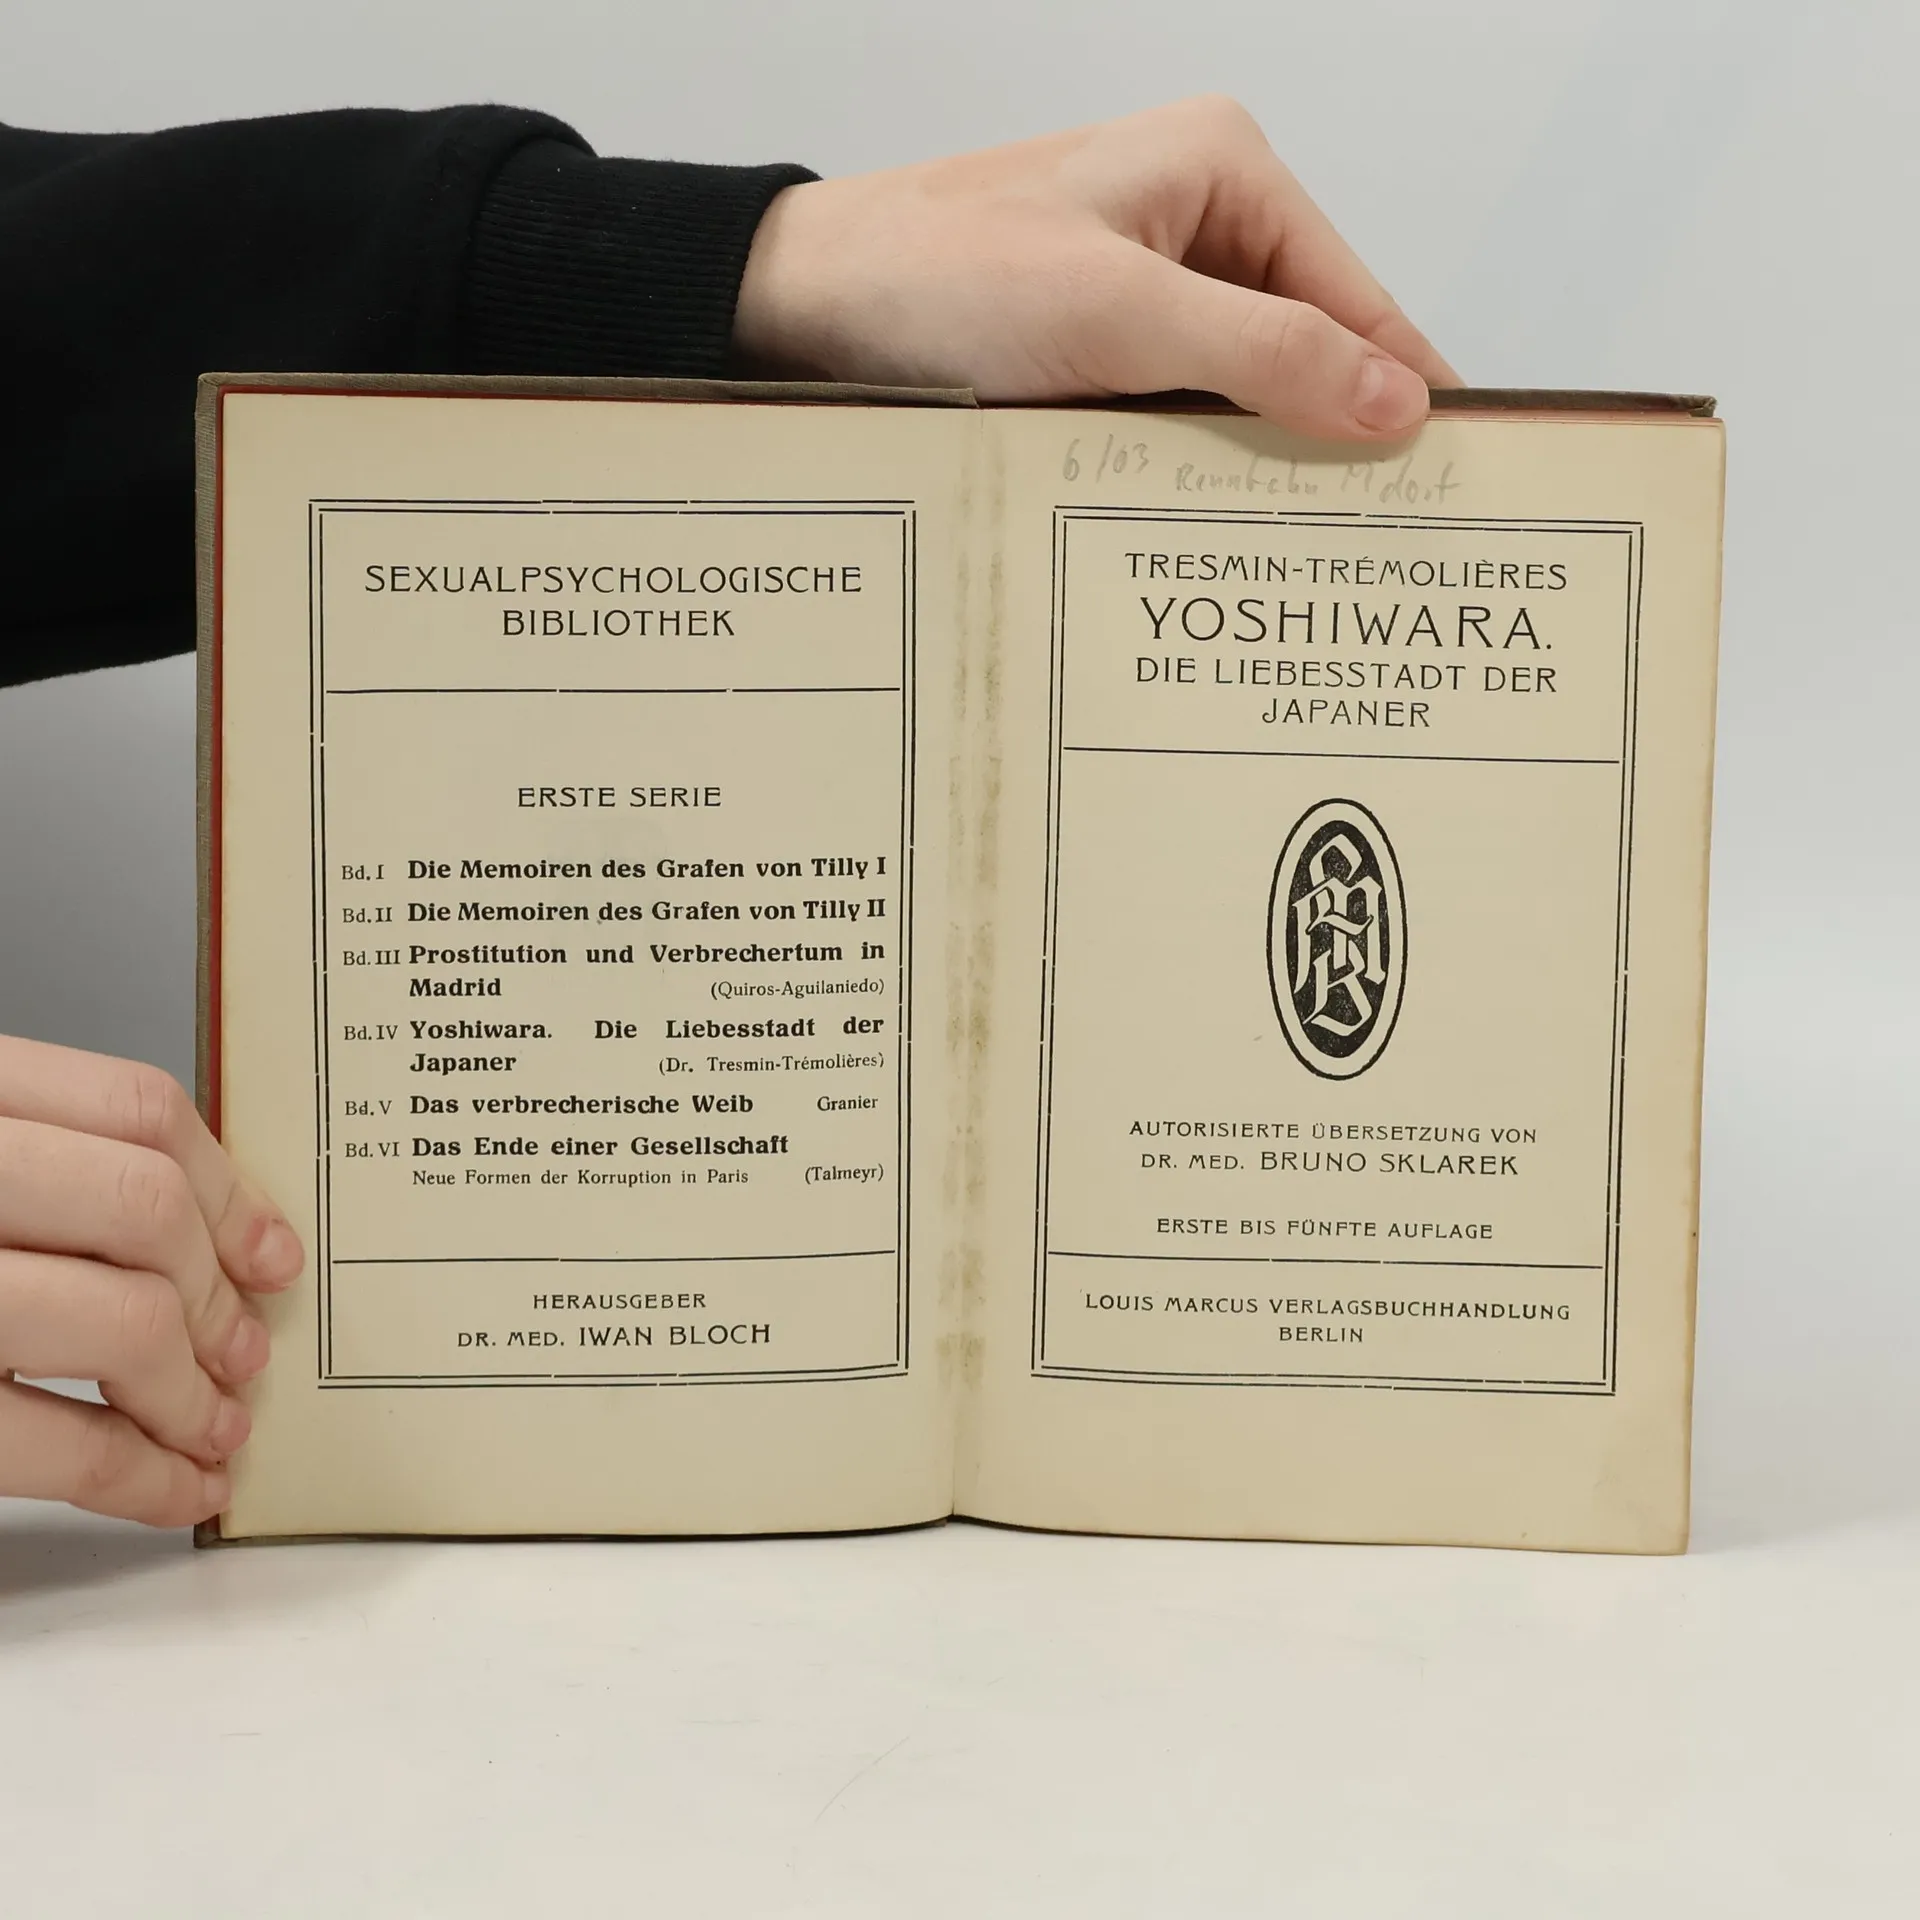 SEXUALPSYCHOLOGISCHE
BIBLIOTHEK
ERSTE SERIE
Bd. I Die Memoiren des Grafen von Tilly I
Bd. II Die Memoiren des Grafen von Tilly II
Bd. III Prostitution und Verbrechertum in
Madrid (Quiros-Aguilaniedo)
Bd. IV Yoshiwara. Die Liebesstadt der
Japaner (Dr. Tresmin-Trémolières)
Bd. V Das verbrecherische Weib Granier
Bd. VI Das Ende einer Gesellschaft
Neue Formen der Korruption in Paris (Talmeyr)
HERAUSGEBER
DR. MED. IWAN BLOCH
6/03
TRESMIN-TRÉMOLIÈRES
YOSHIWARA.
DIE LIEBESSTADT DER
JAPANER
AUTORISIERTE ÜBERSETZUNG VON
DR. MED. BRUNO SKLAREK
ERSTE BIS FÜNFTE AUFLAGE
LOUIS MARCUS VERLAGSBUCHHANDLUNG
BERLIN